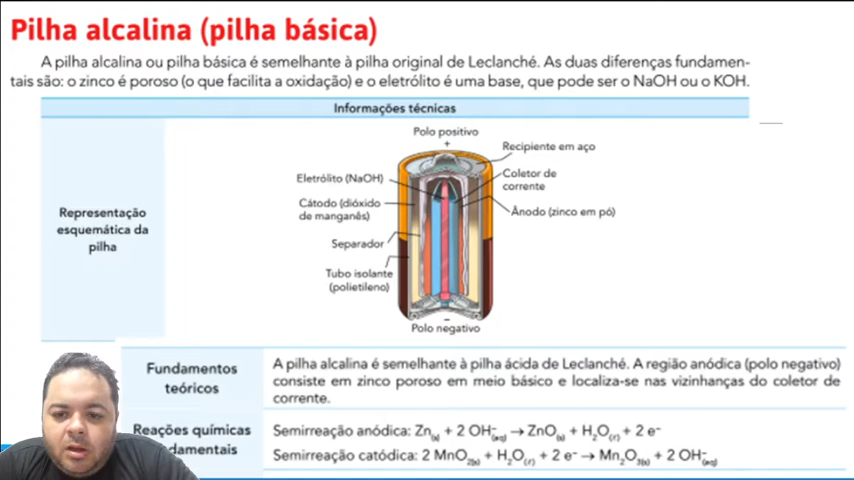 Pilha alcalina (pilha básica)
A pilha alcalina ou pilha básica é semelhante à pilha original de Leclanché. As duas diferenças fundamen-
tais são: o zinco é poroso (o que facilita a oxidação) e o eletrólito é uma base, que pode ser o NaOH ou o KOH.
Informações técnicas
Representação
esquemática da
pilha
Polo positivo
+
Recipiente em aço
Eletrólito (NaOH)
Coletor de
corrente
Cátodo (dióxido
de manganês)
Ânodo (zinco em pó)
Separador
Tubo isolante
(polietileno)
–
Polo negativo
Fundamentos
teóricos
A pilha alcalina é semelhante à pilha ácida de Leclanché. A região anódica (polo negativo)
consiste em zinco poroso em meio básico e localiza-se nas vizinhanças do coletor de
corrente.
Reações químicas
damentais
Semirreação anódica: Zn(s) + 2 OH–(aq) → ZnO(s) + H2O(ℓ) + 2 e–
Semirreação catódica: 2 MnO2(s) + H2O(ℓ) + 2 e– → Mn2O3(s) + 2 OH–(aq)